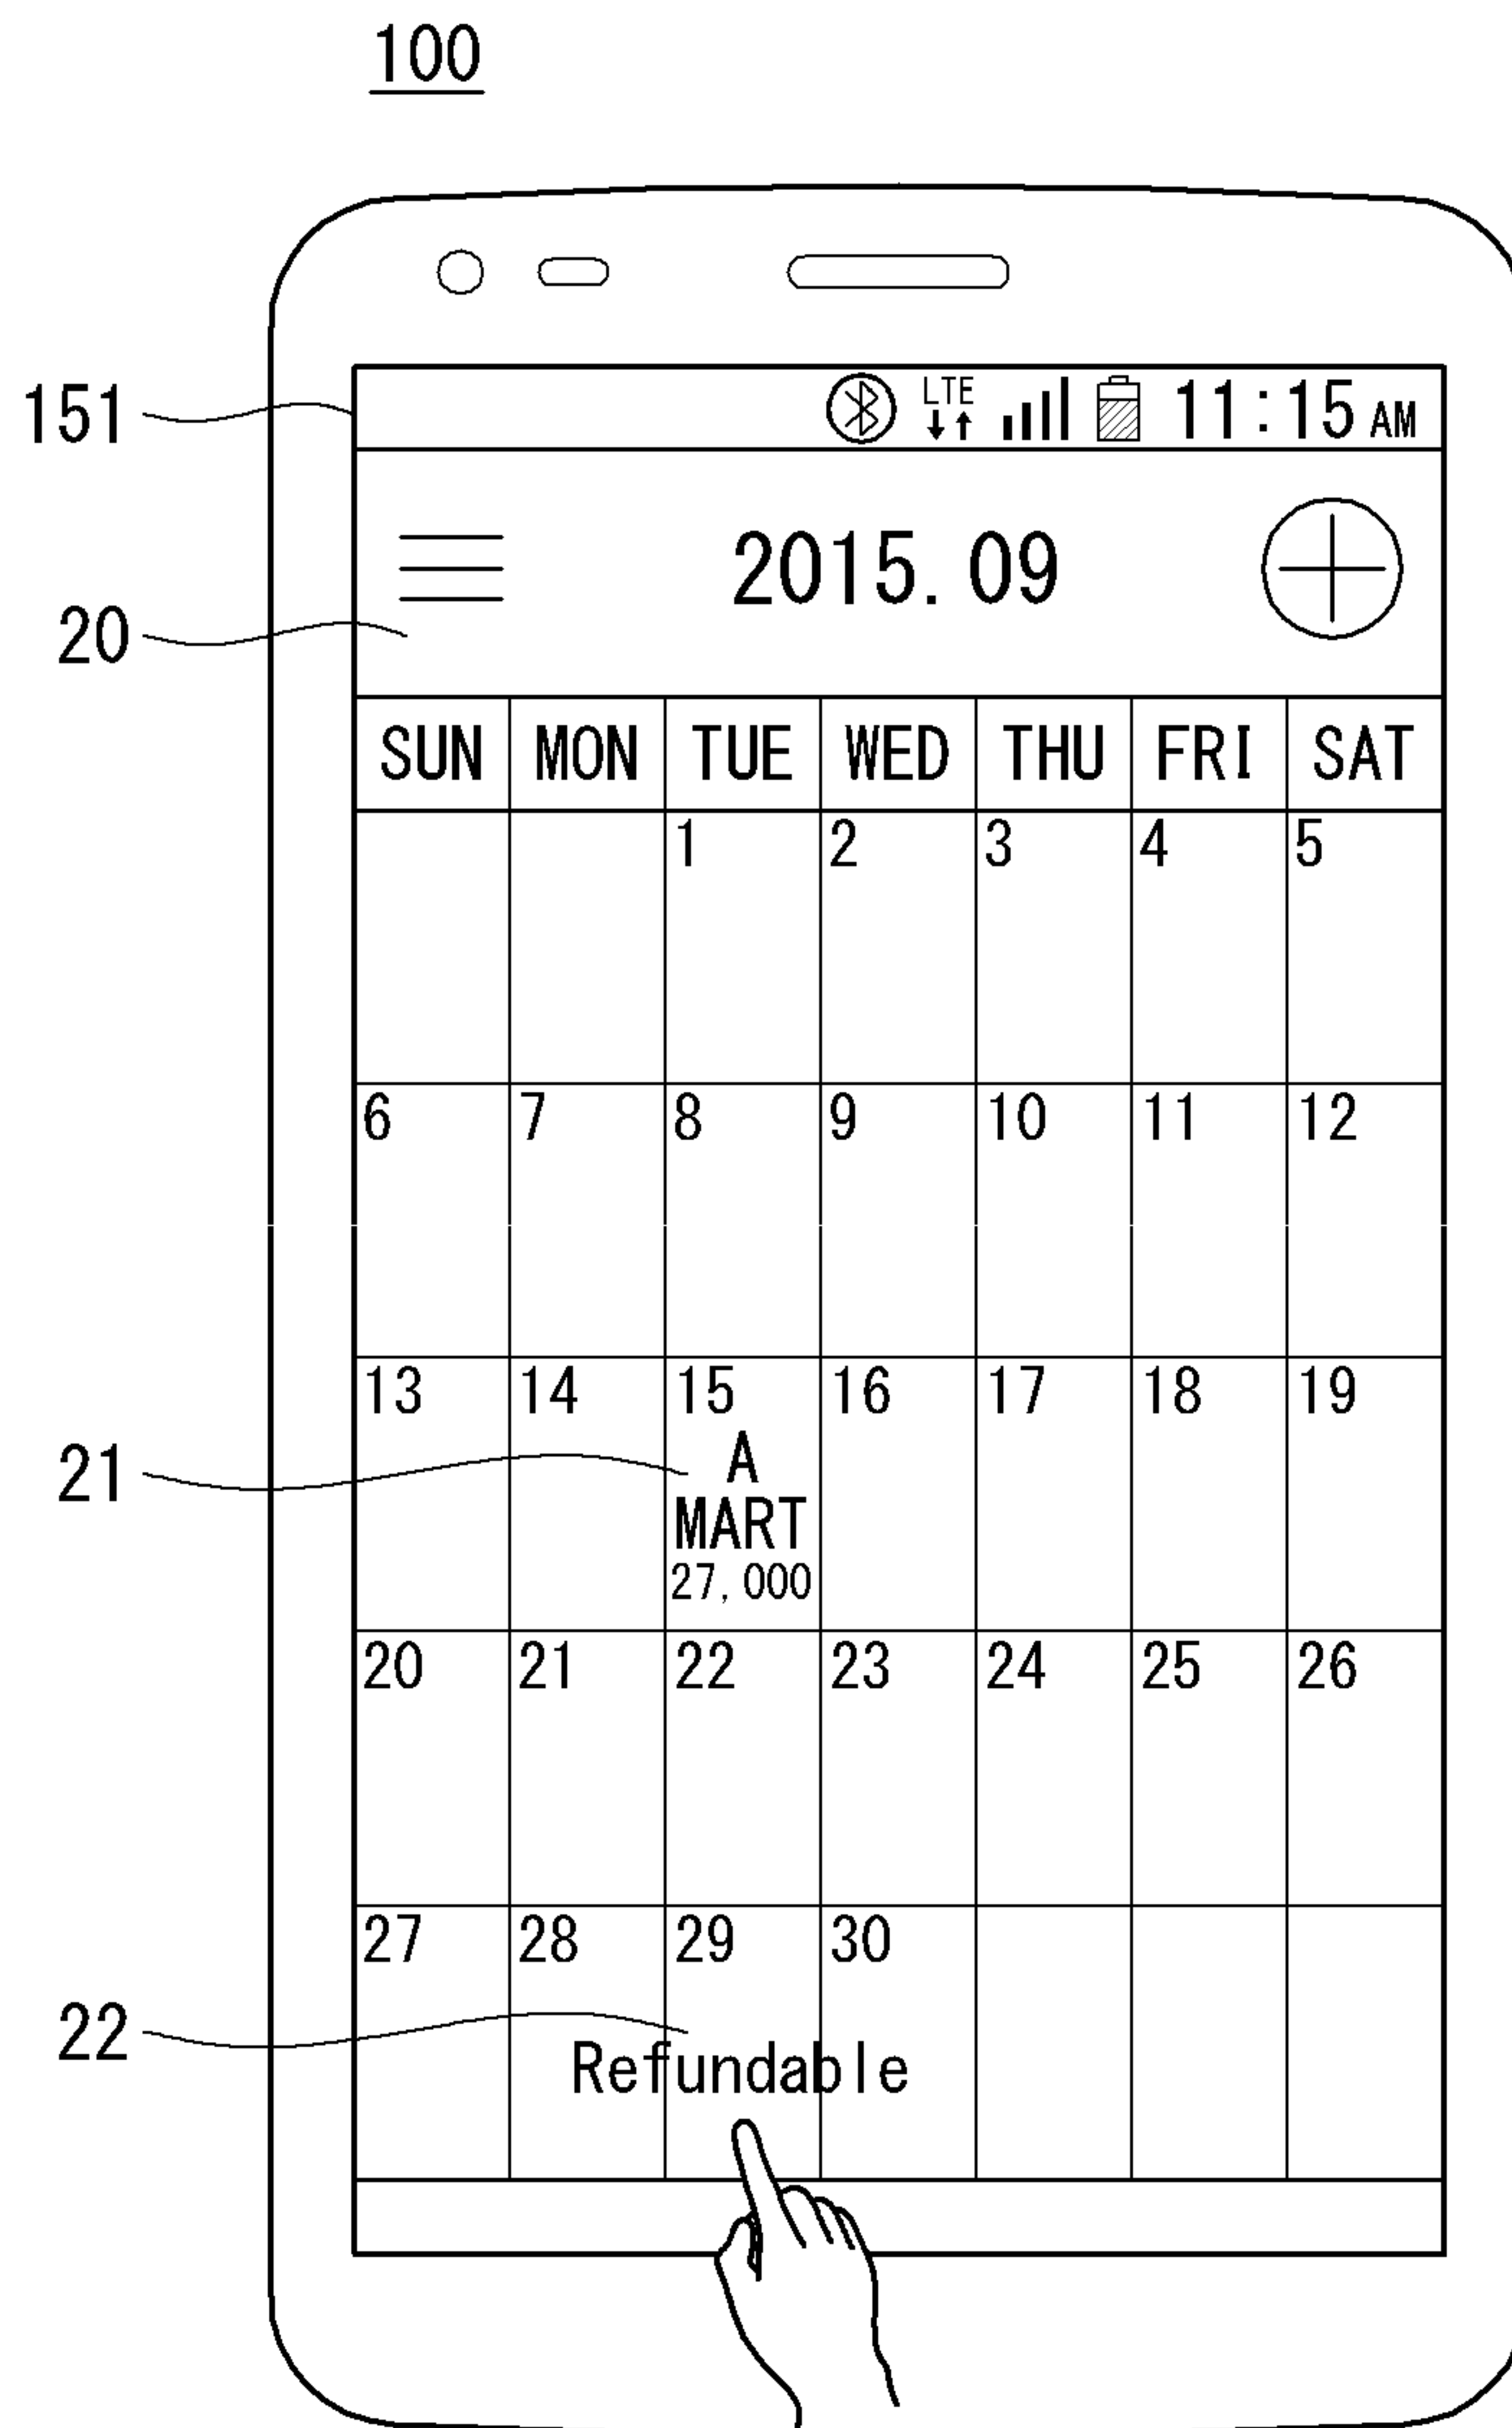 100
151
LTE 11:15 AM
2015. 09
20
SUN MON TUE WED THU FRI SAT
1 2 3 4 5
6 7 8 9 10 11 12
13 14 15 16 17 18 19
21
A
MART
27,000
20 21 22 23 24 25 26
27 28 29 30
22
Refundable